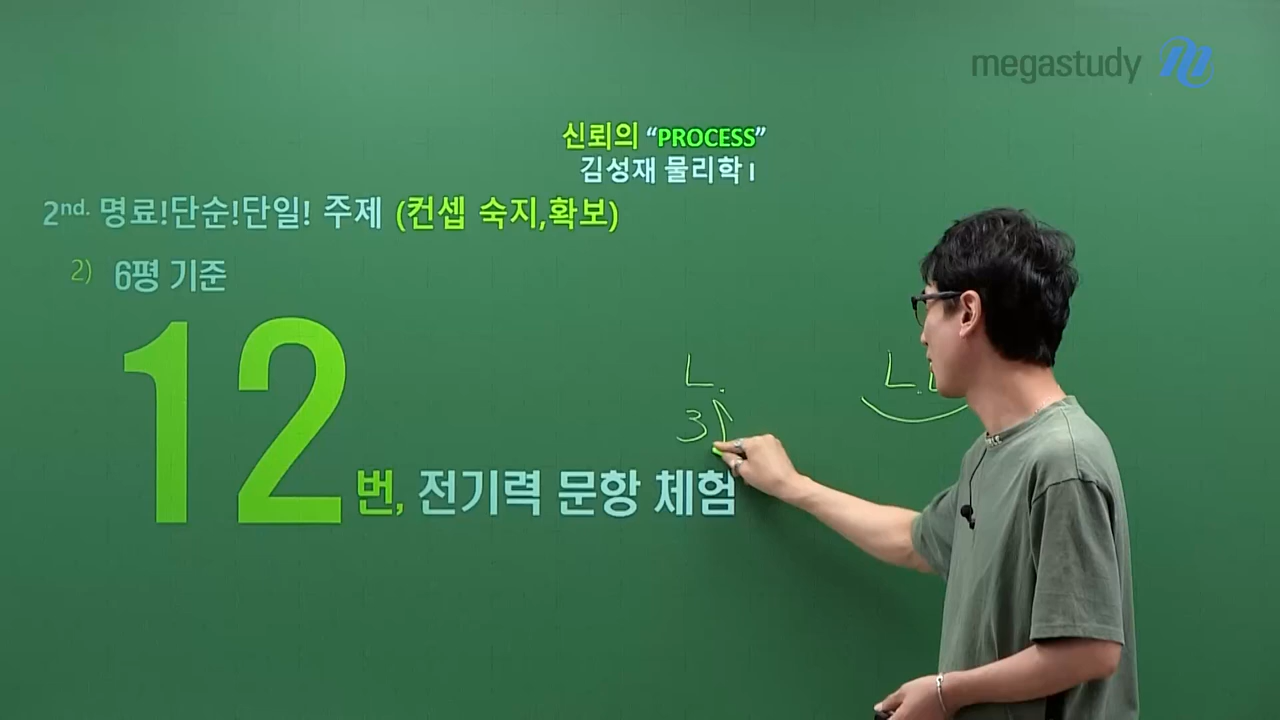 megastudy
신뢰의 “PROCESS”
김성재 물리학 I
2nd. 명료!단순!단일! 주제 (컨셉 숙지,확보)
2) 6평 기준
12번, 전기력 문항 체험
L.
L.
3